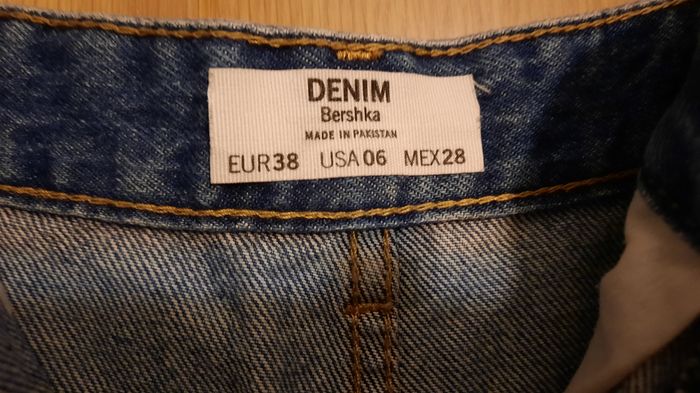 DENIM
Bershka
MADE IN PAKISTAN
EUR38 USA06 MEX28